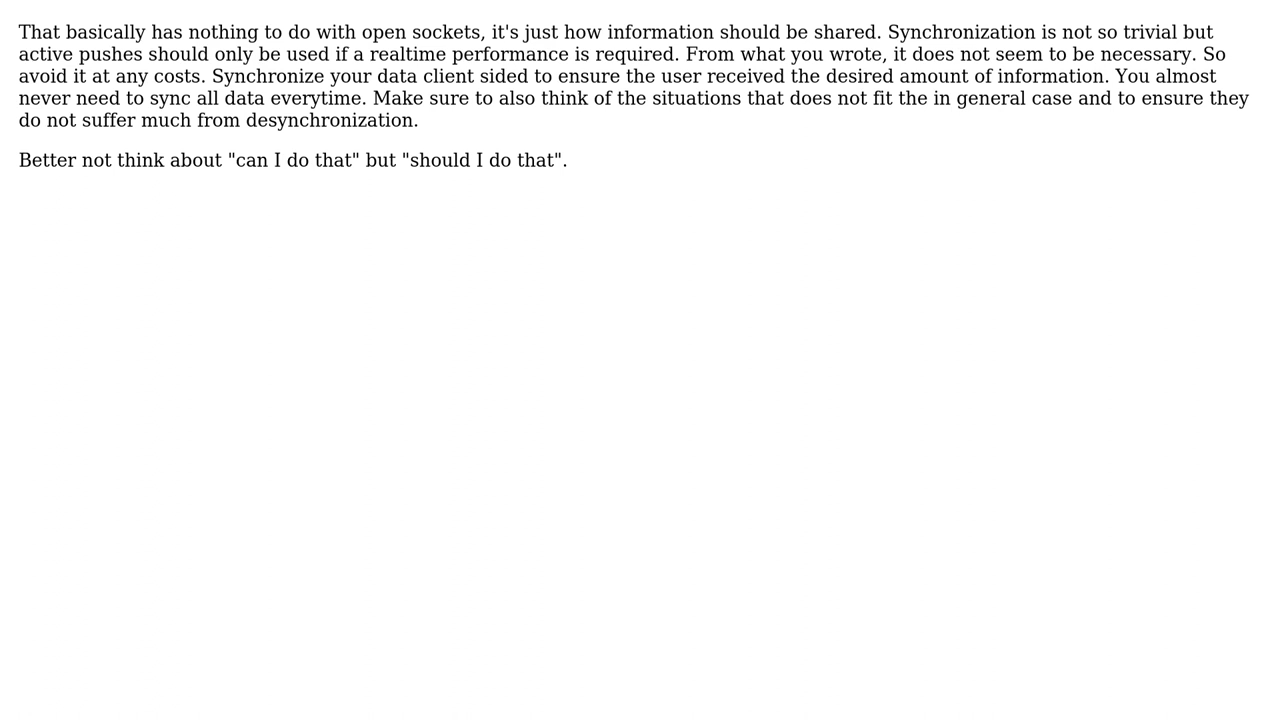 That basically has nothing to do with open sockets, it's just how information should be shared. Synchronization is not so trivial but
active pushes should only be used if a realtime performance is required. From what you wrote, it does not seem to be necessary. So
avoid it at any costs. Synchronize your data client sided to ensure the user received the desired amount of information. You almost
never need to sync all data everytime. Make sure to also think of the situations that does not fit the in general case and to ensure they
do not suffer much from desynchronization.
Better not think about "can I do that" but "should I do that".